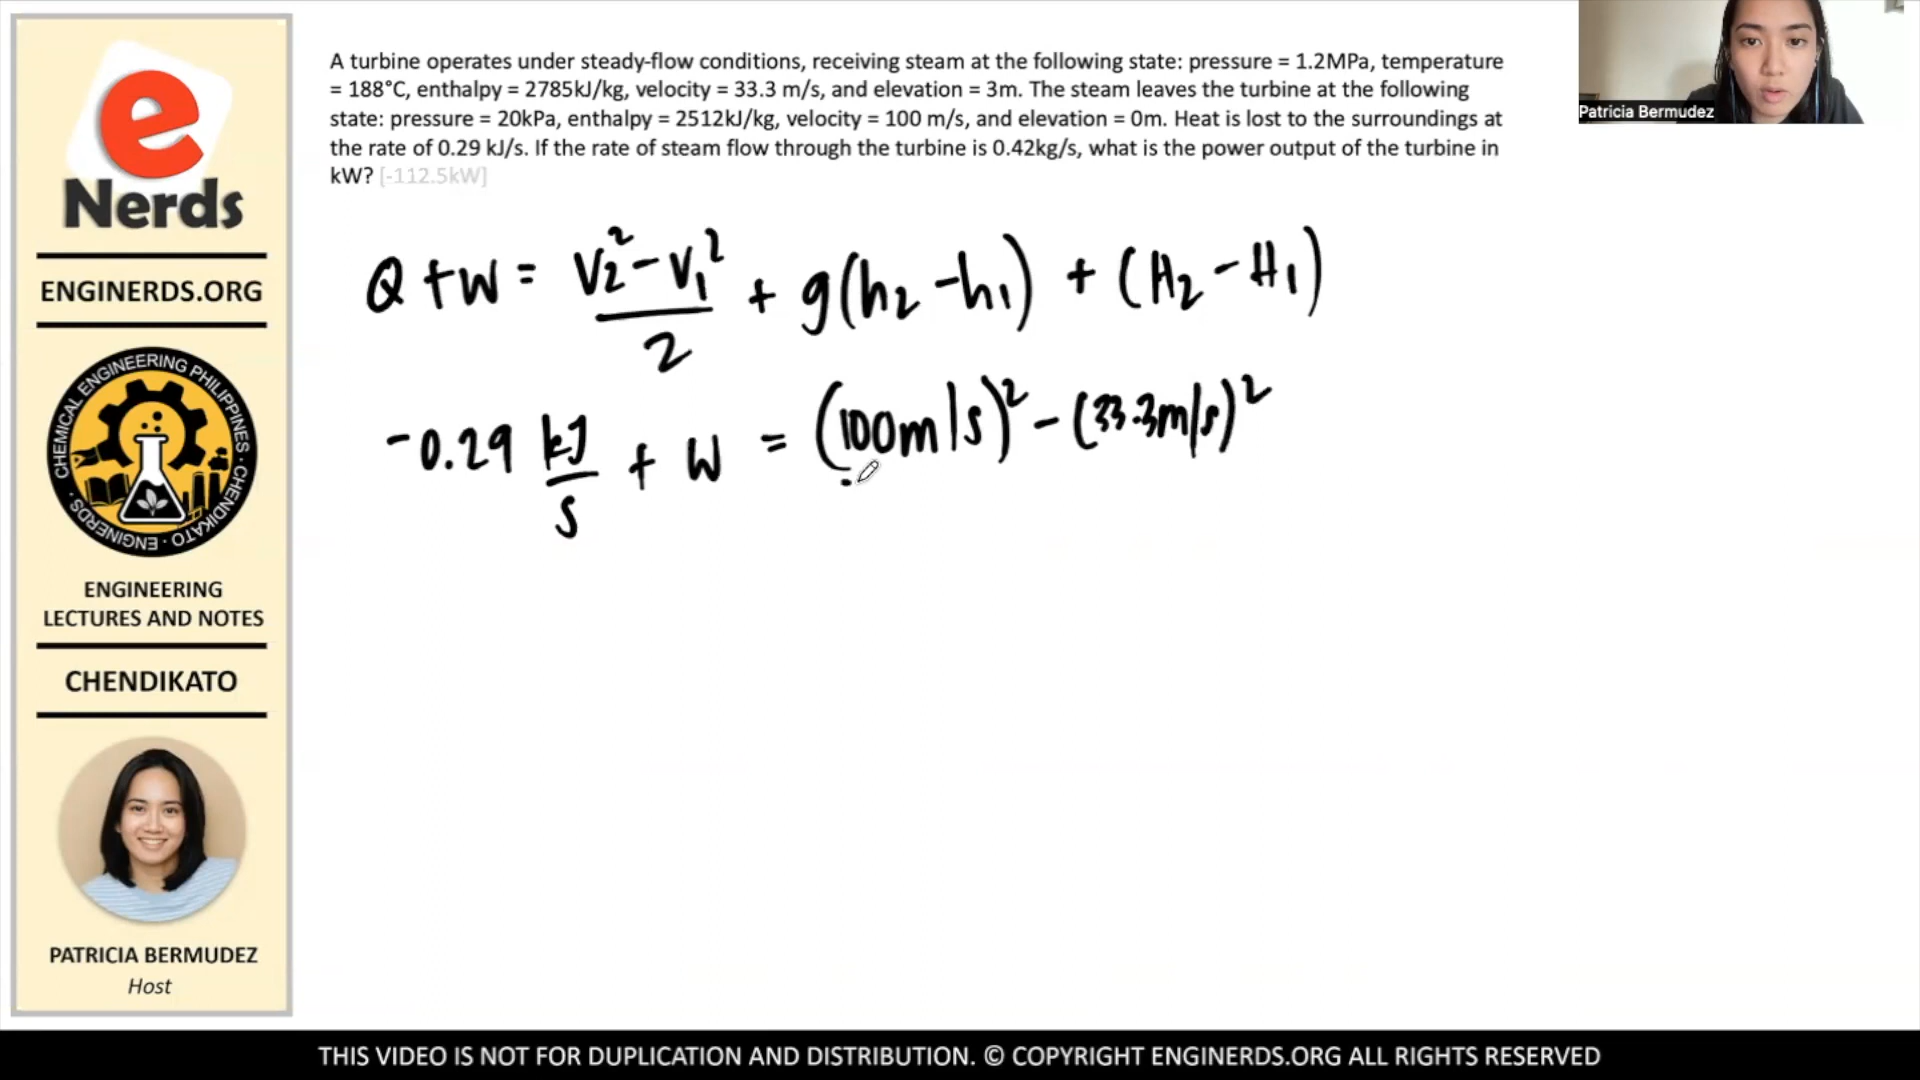 A turbine operates under steady-flow conditions, receiving steam at the following state: pressure = 1.2MPa, temperature
= 188°C, enthalpy = 2785kJ/kg, velocity = 33.3 m/s, and elevation = 3m. The steam leaves the turbine at the following
state: pressure = 20kPa, enthalpy = 2512kJ/kg, velocity = 100 m/s, and elevation = 0m. Heat is lost to the surroundings at
the rate of 0.29 kJ/s. If the rate of steam flow through the turbine is 0.42kg/s, what is the power output of the turbine in
kW? [-112.5kW]
Patricia Bermudez
e
Nerds
ENGINERDS.ORG
CHEMICAL ENGINEERING PHILIPPINES · CHENDIKATO · ENGINERDS ·
ENGINEERING
LECTURES AND NOTES
CHENDIKATO
PATRICIA BERMUDEZ
Host
Q + W = (V₂² - V₁²)/2 + g(h₂ - h₁) + (H₂ - H₁)
-0.29 kJ/s + W = (100m/s)² - (33.3m/s)²
THIS VIDEO IS NOT FOR DUPLICATION AND DISTRIBUTION. © COPYRIGHT ENGINERDS.ORG ALL RIGHTS RESERVED